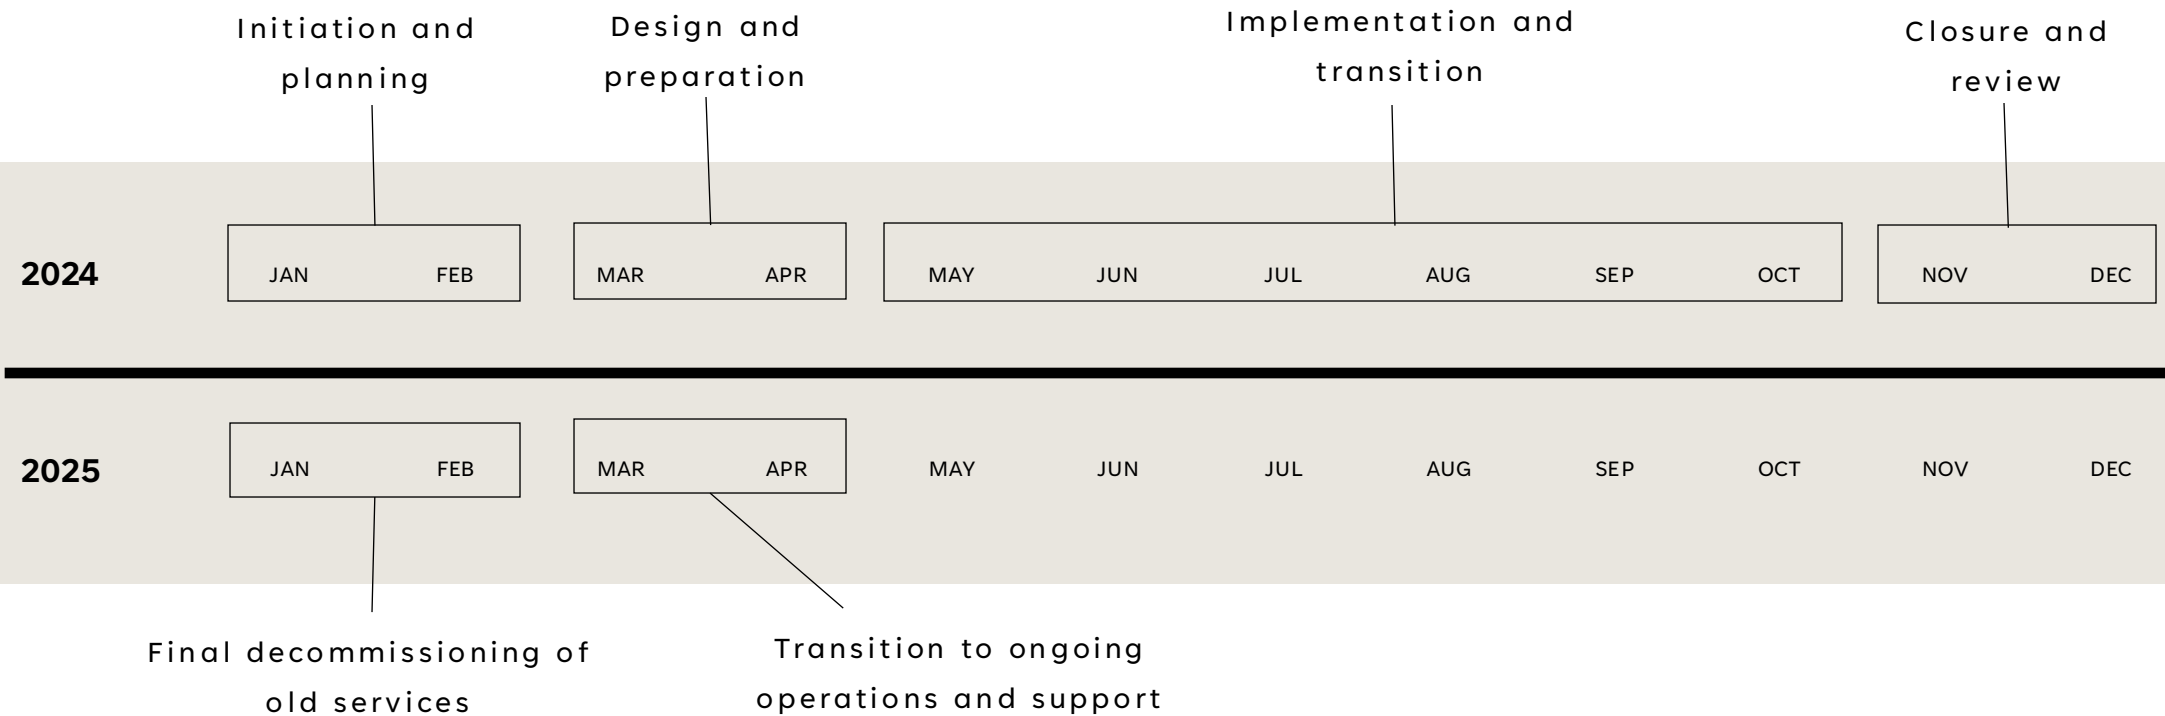 Initiation and
planning
Design and
preparation
Implementation and
transition
Closure and
review
2024 JAN FEB MAR APR MAY JUN JUL AUG SEP OCT NOV DEC
2025 JAN FEB MAR APR MAY JUN JUL AUG SEP OCT NOV DEC
Final decommissioning of
old services
Transition to ongoing
operations and support